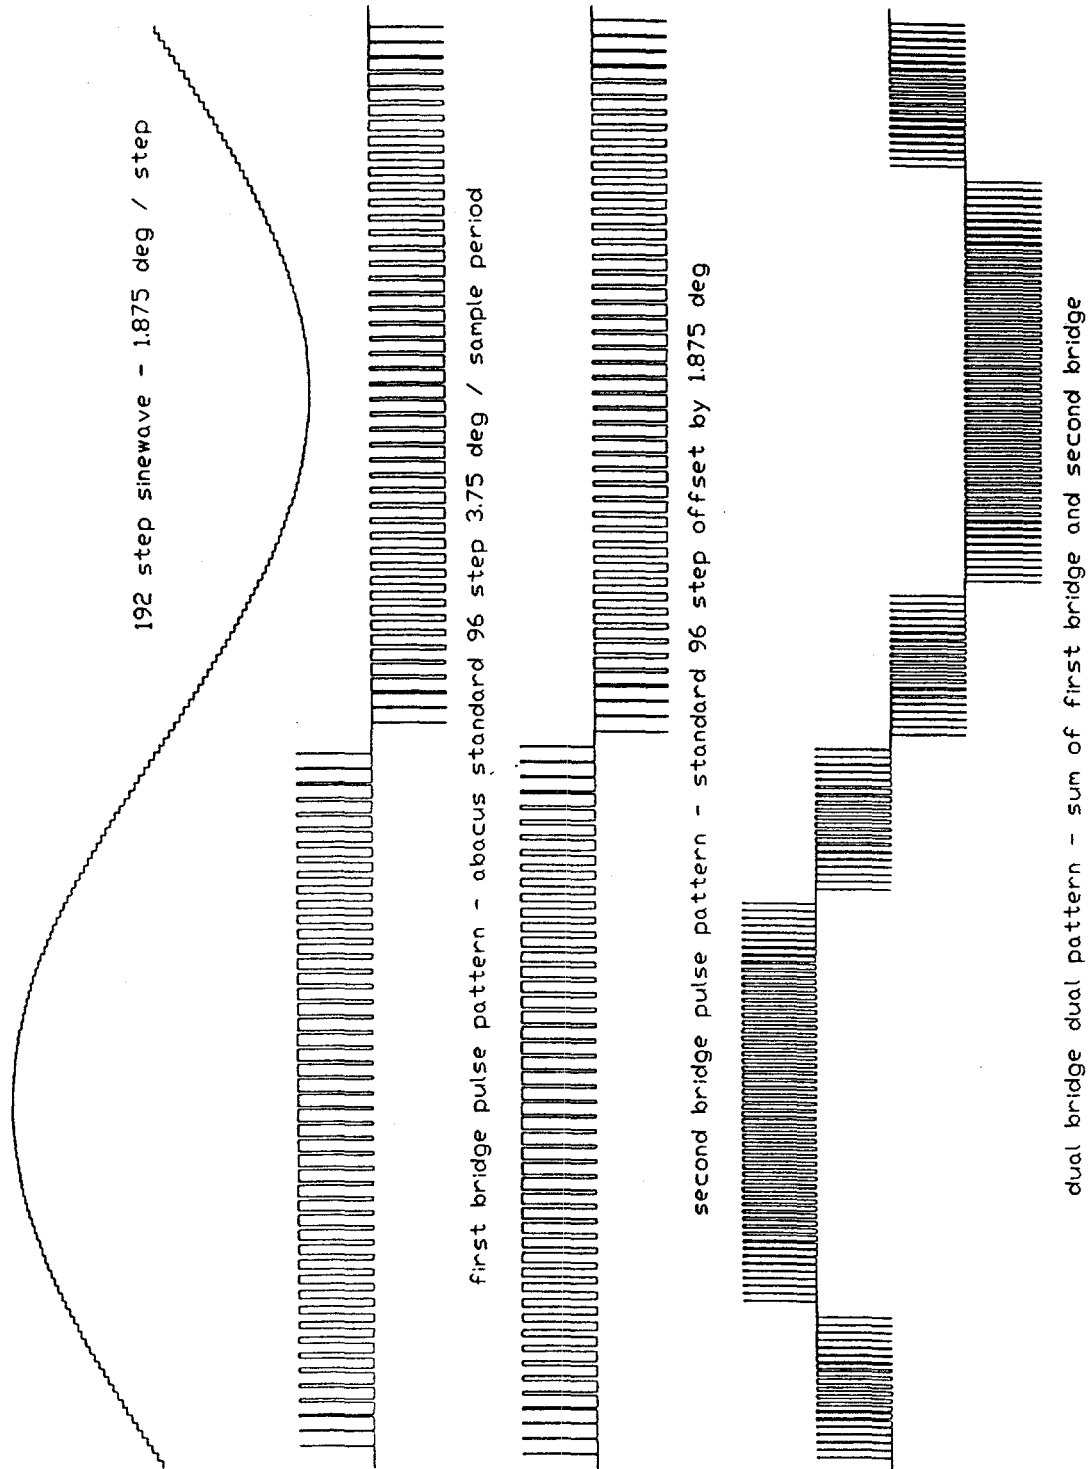 192 step sinewave - 1.875 deg / step
first bridge pulse pattern - abacus standard 96 step 3.75 deg / sample period
second bridge pulse pattern - standard 96 step offset by 1.875 deg
dual bridge dual pattern - sum of first bridge and second bridge